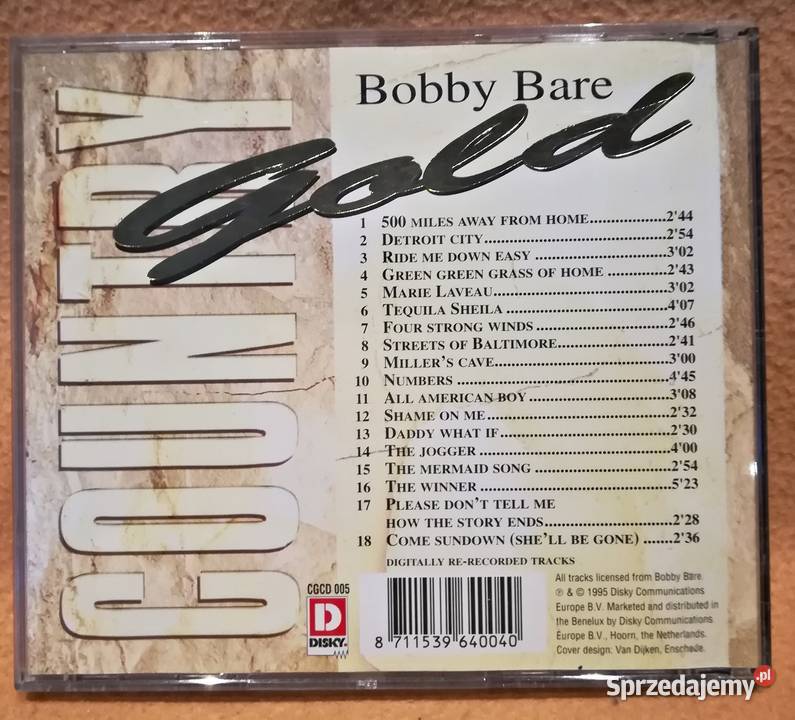 COUNTRY
Bobby Bare
Gold
1 500 MILES AWAY FROM HOME....................2'44
2 DETROIT CITY....................2'54
3 RIDE ME DOWN EASY ....................3'02
4 GREEN GREEN GRASS OF HOME ....................2'43
5 MARIE LAVEAU....................3'02
6 TEQUILA SHEILA ....................4'07
7 FOUR STRONG WINDS ....................2'46
8 STREETS OF BALTIMORE....................2'41
9 MILLER'S CAVE....................3'00
10 NUMBERS ....................4'45
11 ALL AMERICAN BOY....................3'08
12 SHAME ON ME....................2'32
13 DADDY WHAT IF....................2'30
14 THE JOGGER ....................4'00
15 THE MERMAID SONG ....................2'54
16 THE WINNER ....................5'23
17 PLEASE DON'T TELL ME
HOW THE STORY ENDS....................2'28
18 COME SUNDOWN (SHE'LL BE GONE) .......2'36
DIGITALLY RE-RECORDED TRACKS
CGCD 005
D
DISKY
8 711539 640040
All tracks licensed from Bobby Bare.
℗ & © 1995 Disky Communications
Europe B.V. Marketed and distributed in
the Benelux by Disky Communications
Europe B.V., Hoorn, the Netherlands.
Cover design: Van Dijken, Enschede.
Sprzedajemy.pl